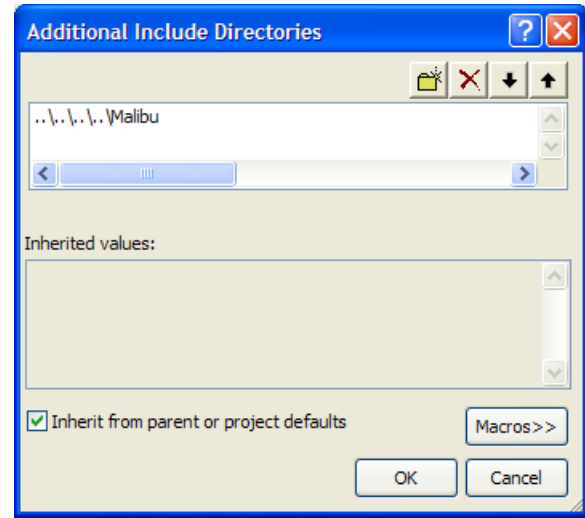 Additional Include Directories
..\..\..\..\Malibu
Inherited values:
Inherit from parent or project defaults
Macros>>
OK
Cancel